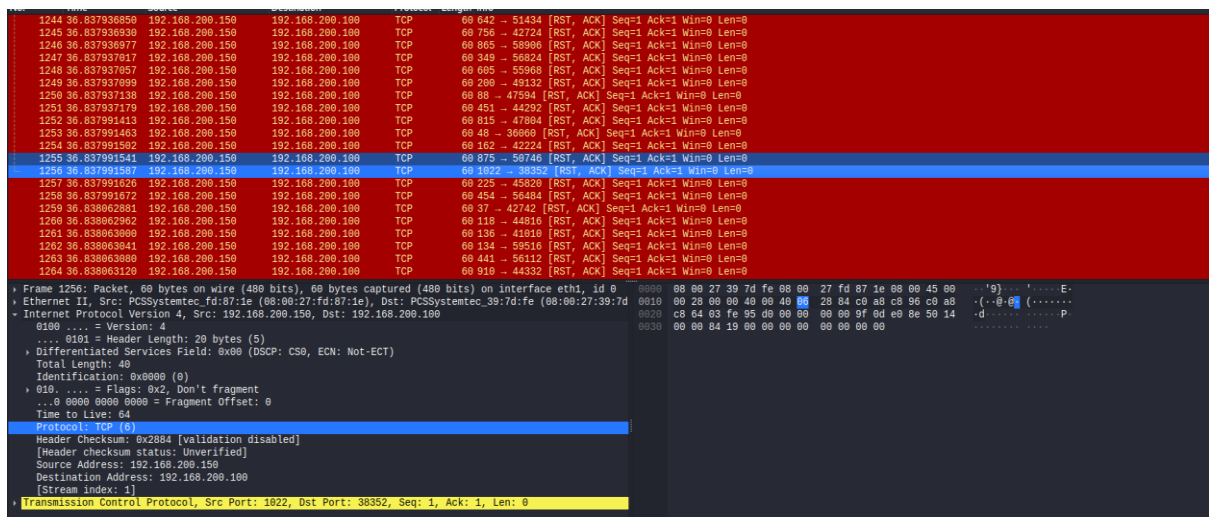 1244 36.837936850 192.168.200.150 192.168.200.100 TCP 60 642 → 51434 [RST, ACK] Seq=1 Ack=1 Win=0 Len=0
1245 36.837936930 192.168.200.150 192.168.200.100 TCP 60 756 → 42724 [RST, ACK] Seq=1 Ack=1 Win=0 Len=0
1246 36.837936977 192.168.200.150 192.168.200.100 TCP 60 865 → 58906 [RST, ACK] Seq=1 Ack=1 Win=0 Len=0
1247 36.837937017 192.168.200.150 192.168.200.100 TCP 60 349 → 56824 [RST, ACK] Seq=1 Ack=1 Win=0 Len=0
1248 36.837937057 192.168.200.150 192.168.200.100 TCP 60 605 → 55968 [RST, ACK] Seq=1 Ack=1 Win=0 Len=0
1249 36.837937099 192.168.200.150 192.168.200.100 TCP 60 200 → 49132 [RST, ACK] Seq=1 Ack=1 Win=0 Len=0
1250 36.837937138 192.168.200.150 192.168.200.100 TCP 60 88 → 47594 [RST, ACK] Seq=1 Ack=1 Win=0 Len=0
1251 36.837937179 192.168.200.150 192.168.200.100 TCP 60 451 → 44292 [RST, ACK] Seq=1 Ack=1 Win=0 Len=0
1252 36.837991413 192.168.200.150 192.168.200.100 TCP 60 815 → 47804 [RST, ACK] Seq=1 Ack=1 Win=0 Len=0
1253 36.837991463 192.168.200.150 192.168.200.100 TCP 60 48 → 36060 [RST, ACK] Seq=1 Ack=1 Win=0 Len=0
1254 36.837991502 192.168.200.150 192.168.200.100 TCP 60 162 → 42224 [RST, ACK] Seq=1 Ack=1 Win=0 Len=0
1255 36.837991541 192.168.200.150 192.168.200.100 TCP 60 875 → 50746 [RST, ACK] Seq=1 Ack=1 Win=0 Len=0
1256 36.837991587 192.168.200.150 192.168.200.100 TCP 60 1022 → 38352 [RST, ACK] Seq=1 Ack=1 Win=0 Len=0
1257 36.837991626 192.168.200.150 192.168.200.100 TCP 60 225 → 45820 [RST, ACK] Seq=1 Ack=1 Win=0 Len=0
1258 36.837991672 192.168.200.150 192.168.200.100 TCP 60 454 → 56484 [RST, ACK] Seq=1 Ack=1 Win=0 Len=0
1259 36.838062881 192.168.200.150 192.168.200.100 TCP 60 37 → 42742 [RST, ACK] Seq=1 Ack=1 Win=0 Len=0
1260 36.838062962 192.168.200.150 192.168.200.100 TCP 60 118 → 44816 [RST, ACK] Seq=1 Ack=1 Win=0 Len=0
1261 36.838063000 192.168.200.150 192.168.200.100 TCP 60 136 → 41010 [RST, ACK] Seq=1 Ack=1 Win=0 Len=0
1262 36.838063041 192.168.200.150 192.168.200.100 TCP 60 134 → 59516 [RST, ACK] Seq=1 Ack=1 Win=0 Len=0
1263 36.838063080 192.168.200.150 192.168.200.100 TCP 60 441 → 56112 [RST, ACK] Seq=1 Ack=1 Win=0 Len=0
1264 36.838063120 192.168.200.150 192.168.200.100 TCP 60 910 → 44332 [RST, ACK] Seq=1 Ack=1 Win=0 Len=0
Frame 1256: Packet, 60 bytes on wire (480 bits), 60 bytes captured (480 bits) on interface eth1, id 0
Ethernet II, Src: PCSSystemtec_fd:87:1e (08:00:27:fd:87:1e), Dst: PCSSystemtec_39:7d:fe (08:00:27:39:7d
Internet Protocol Version 4, Src: 192.168.200.150, Dst: 192.168.200.100
0100 .... = Version: 4
.... 0101 = Header Length: 20 bytes (5)
Differentiated Services Field: 0x00 (DSCP: CS0, ECN: Not-ECT)
Total Length: 40
Identification: 0x0000 (0)
010. .... = Flags: 0x2, Don't fragment
...0 0000 0000 0000 = Fragment Offset: 0
Time to Live: 64
Protocol: TCP (6)
Header Checksum: 0x2884 [validation disabled]
[Header checksum status: Unverified]
Source Address: 192.168.200.150
Destination Address: 192.168.200.100
[Stream index: 1]
Transmission Control Protocol, Src Port: 1022, Dst Port: 38352, Seq: 1, Ack: 1, Len: 0
0000 08 00 27 39 7d fe 08 00 27 fd 87 1e 08 00 45 00 ··'9}··· '·····E·
0010 00 28 00 00 40 00 40 06 28 84 c0 a8 c8 96 c0 a8 ·(··@·@· (·······
0020 c8 64 03 fe 95 d0 00 00 00 00 9f 0d e0 8e 50 14 ·d······ ······P·
0030 00 00 84 19 00 00 00 00 00 00 00 00 ········ ····